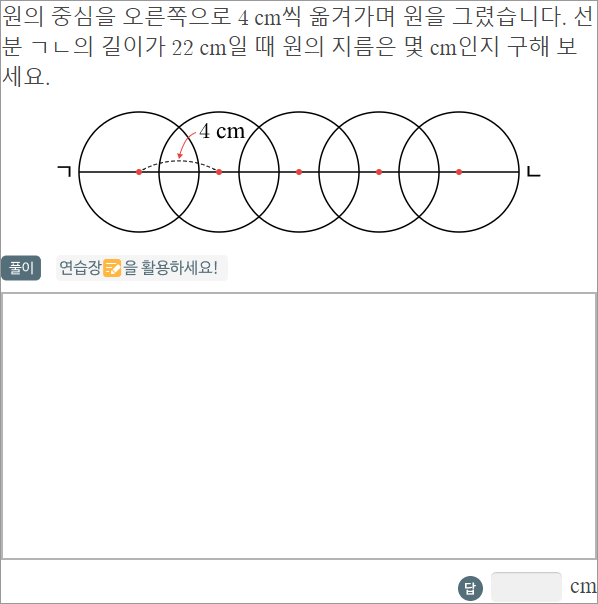 원의 중심을 오른쪽으로 4 cm씩 옮겨가며 원을 그렸습니다. 선
분 ㄱㄴ의 길이가 22 cm일 때 원의 지름은 몇 cm인지 구해 보
세요.
4 cm
ㄱ ㄴ
풀이 연습장을 활용하세요!
답 cm